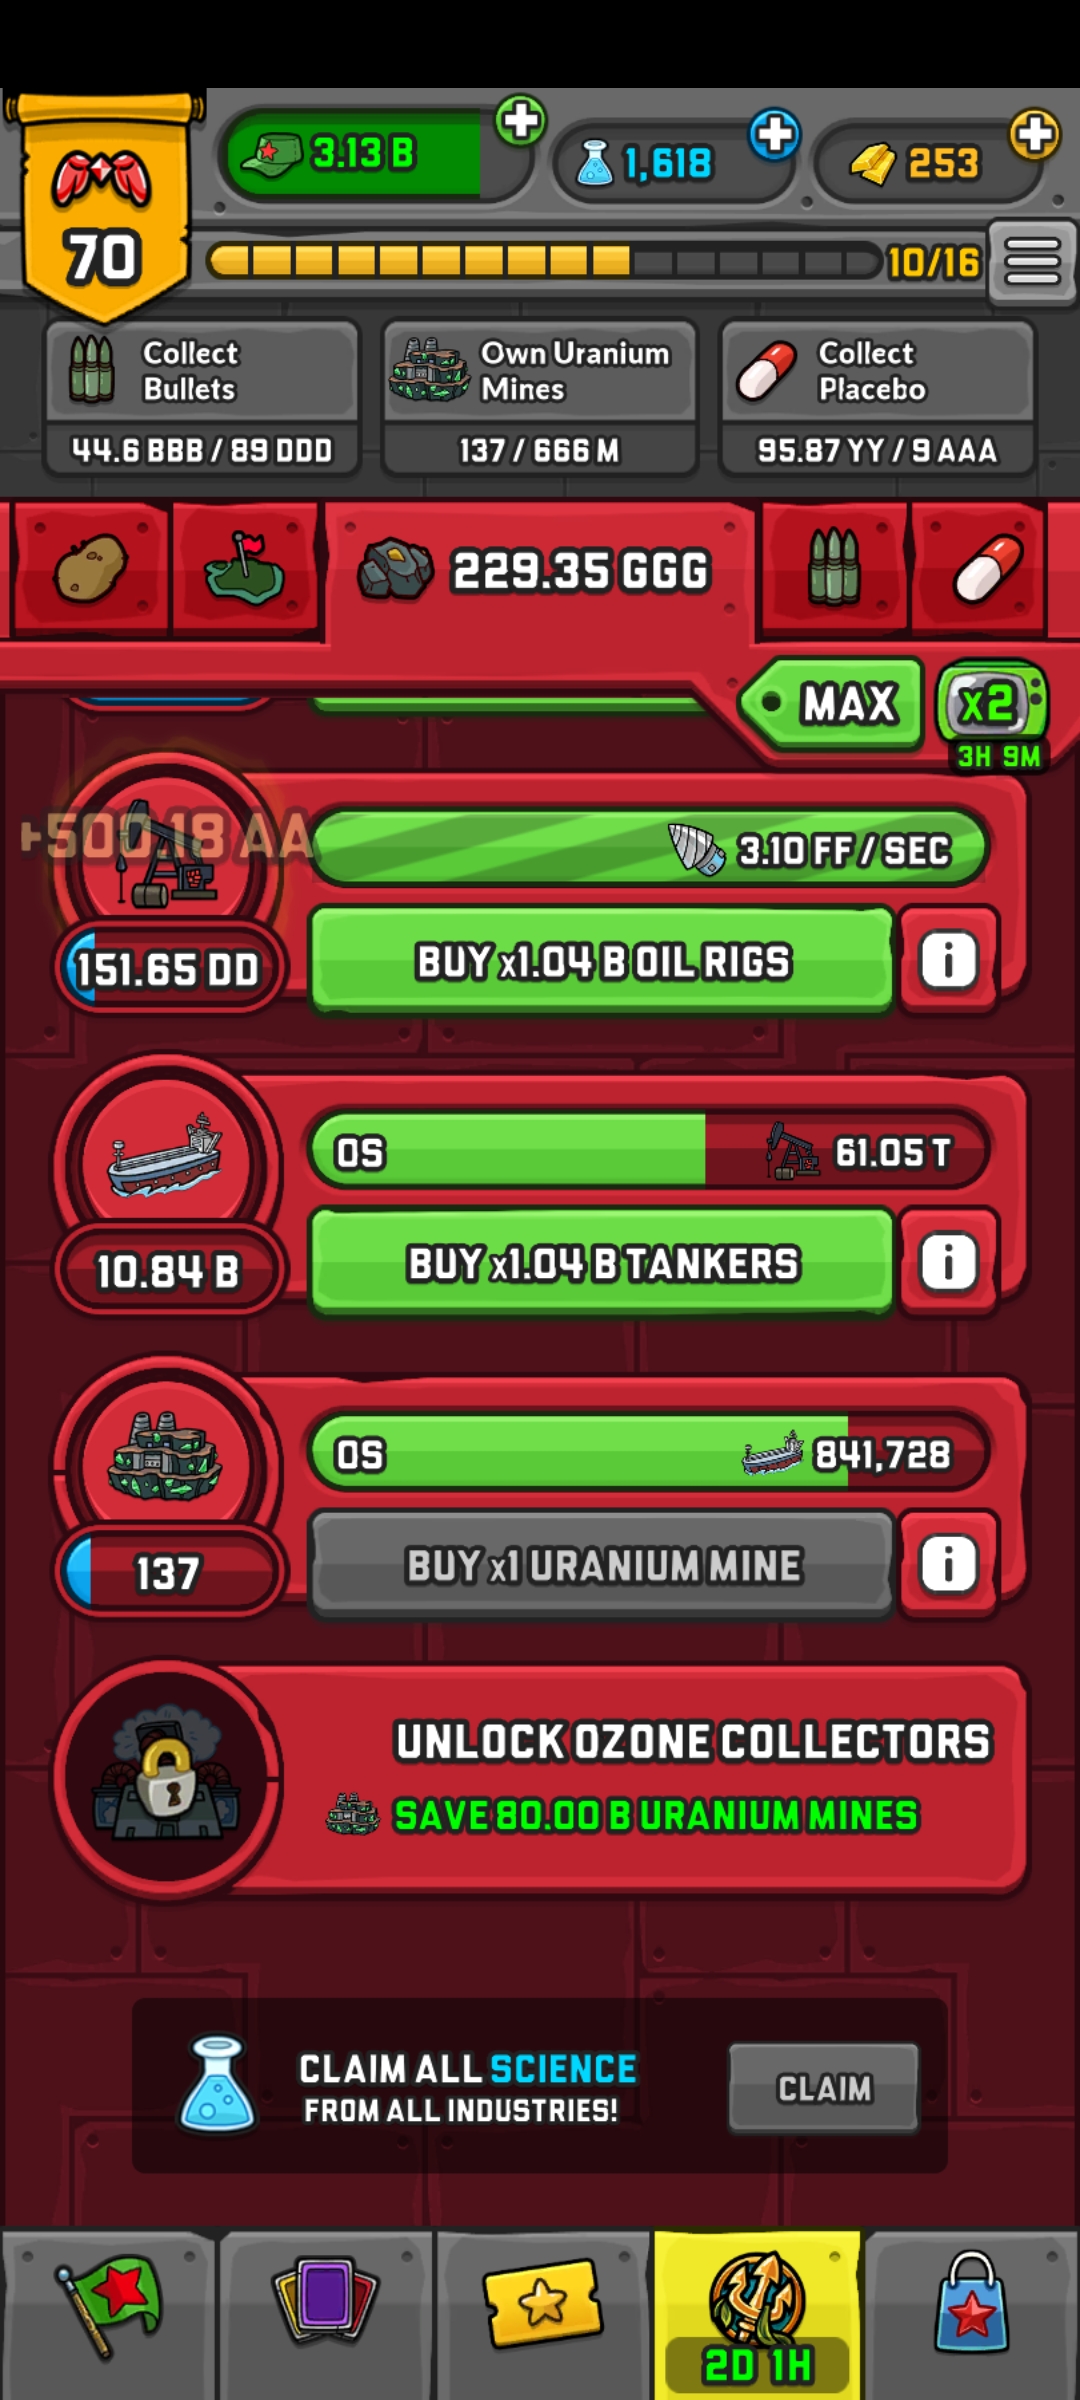 3.13 B
1,618
253
70
10/16
Collect
Bullets
44.6 BBB / 89 DDD
Own Uranium
Mines
137 / 666 M
Collect
Placebo
95.87 YY / 9 AAA
229.35 GGG
MAX
x2
3H 9M
+500.18 AA
3.10 FF / SEC
151.65 DD
BUY x1.04 B OIL RIGS
i
0S
61.05 T
10.84 B
BUY x1.04 B TANKERS
i
0S
841,728
137
BUY x1 URANIUM MINE
i
UNLOCK OZONE COLLECTORS
SAVE 80.00 B URANIUM MINES
CLAIM ALL SCIENCE
FROM ALL INDUSTRIES!
CLAIM
2D 1H